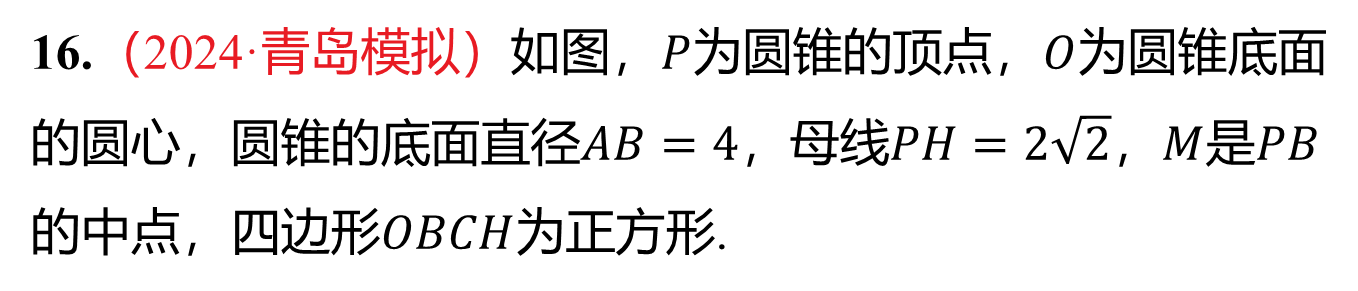 16.（2024·青岛模拟）如图，P为圆锥的顶点，O为圆锥底面
的圆心，圆锥的底面直径AB = 4，母线PH = 2√2，M是PB
的中点，四边形OBCH为正方形.